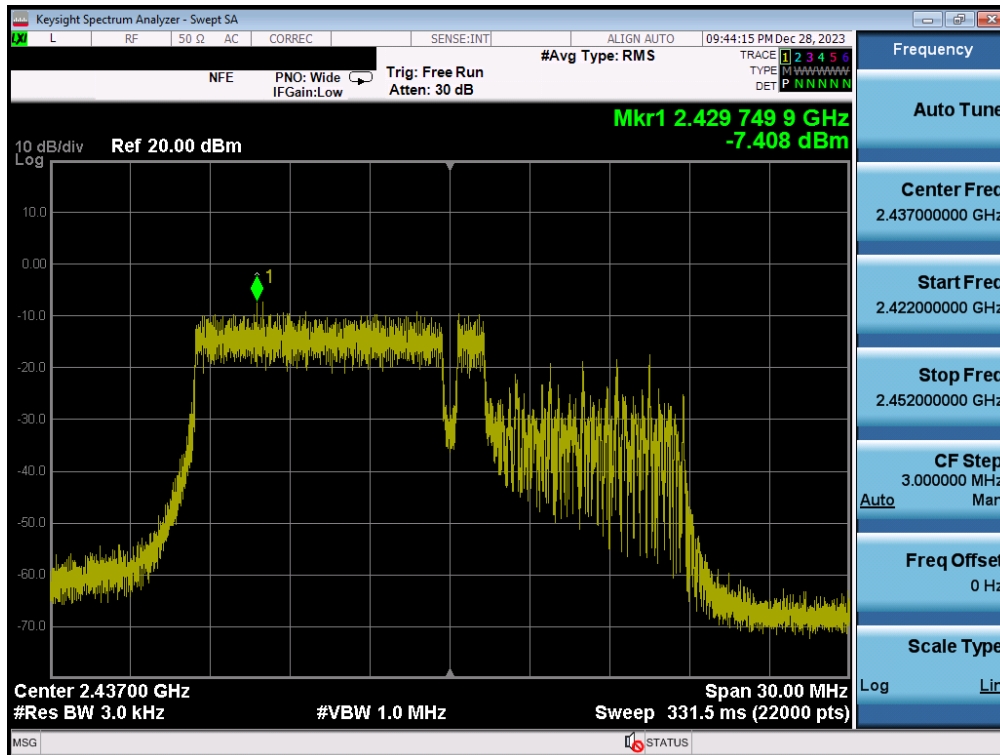 Keysight Spectrum Analyzer - Swept SA
LXI L RF 50 Ω AC CORREC SENSE:INT ALIGN AUTO 09:44:15 PM Dec 28, 2023
NFE
PNO: Wide
IFGain:Low
Trig: Free Run
Atten: 30 dB
#Avg Type: RMS
TRACE 1 2 3 4 5 6
TYPE M WWWWW
DET P N N N N N
Mkr1 2.429 749 9 GHz
-7.408 dBm
10 dB/div
Log
Ref 20.00 dBm
1
10.0
0.00
-10.0
-20.0
-30.0
-40.0
-50.0
-60.0
-70.0
Center 2.43700 GHz
Span 30.00 MHz
#Res BW 3.0 kHz
#VBW 1.0 MHz
Sweep 331.5 ms (22000 pts)
MSG
STATUS
Frequency
Auto Tune
Center Freq
2.437000000 GHz
Start Freq
2.422000000 GHz
Stop Freq
2.452000000 GHz
CF Step
3.000000 MHz
Auto Man
Freq Offset
0 Hz
Scale Type
Log Lin